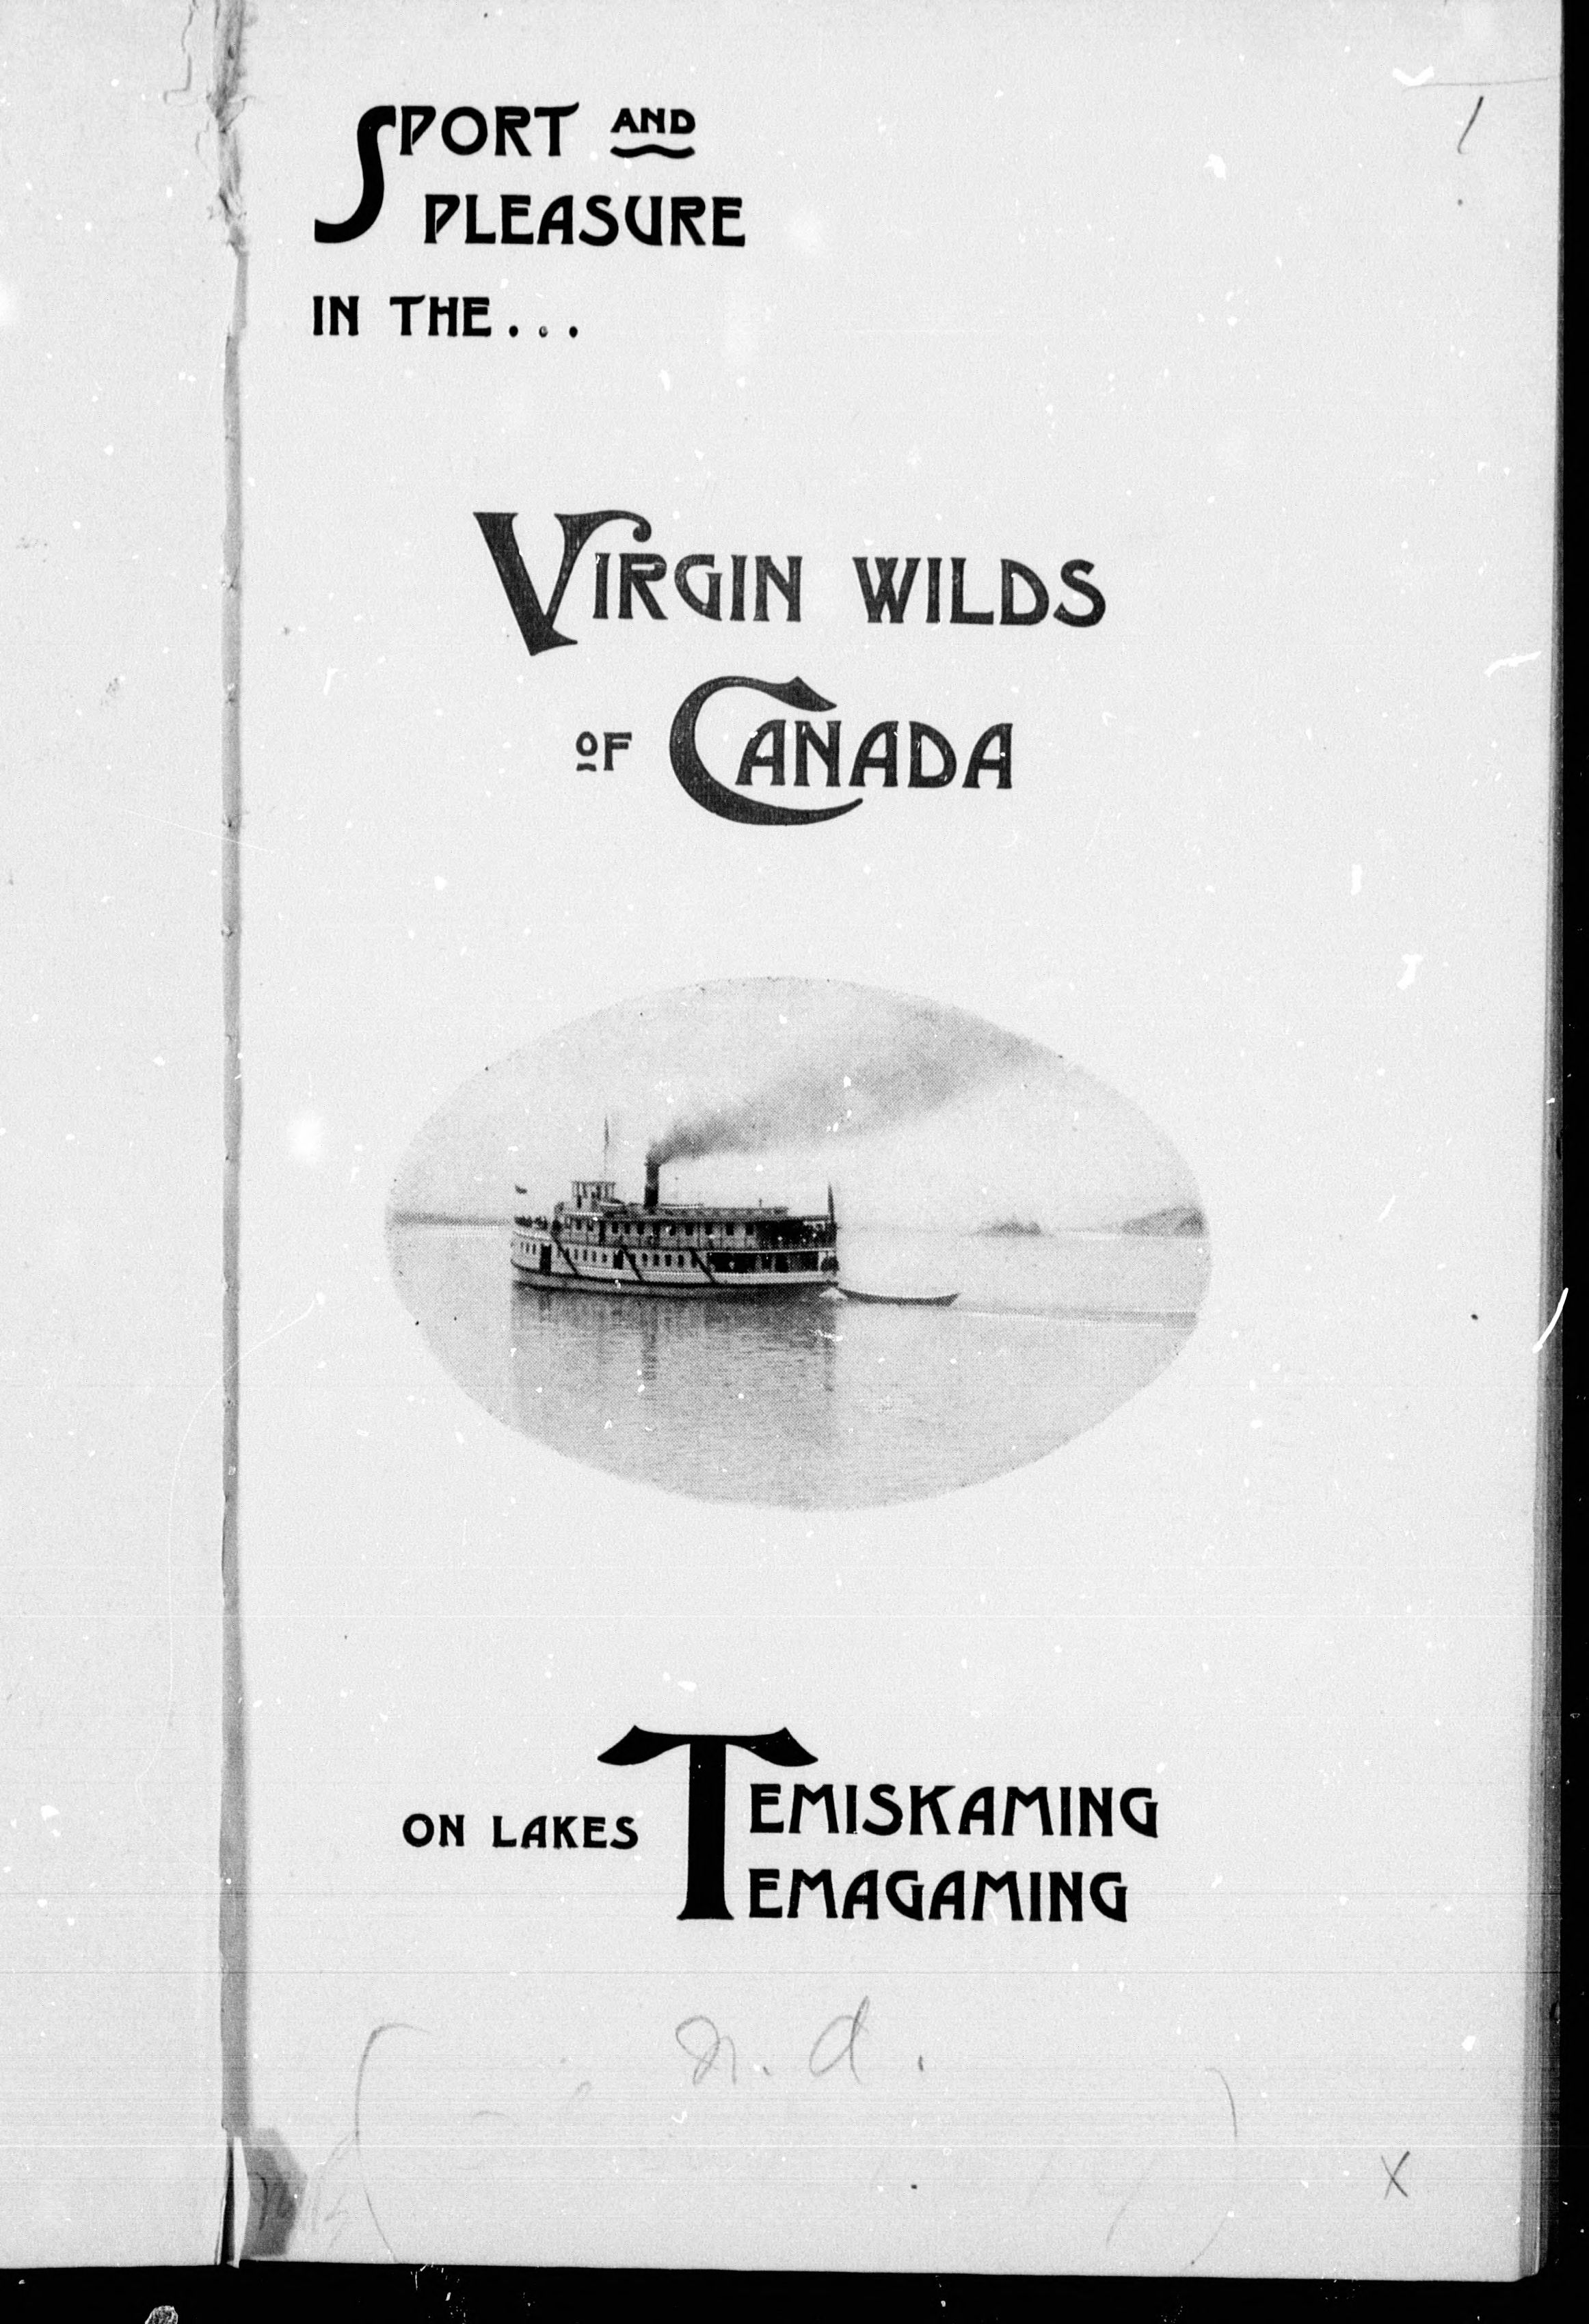 SPORT AND
PLEASURE
IN THE...
VIRGIN WILDS
OF CANADA
ON LAKES TEMISKAMING
TEMAGAMING
n. d.
X